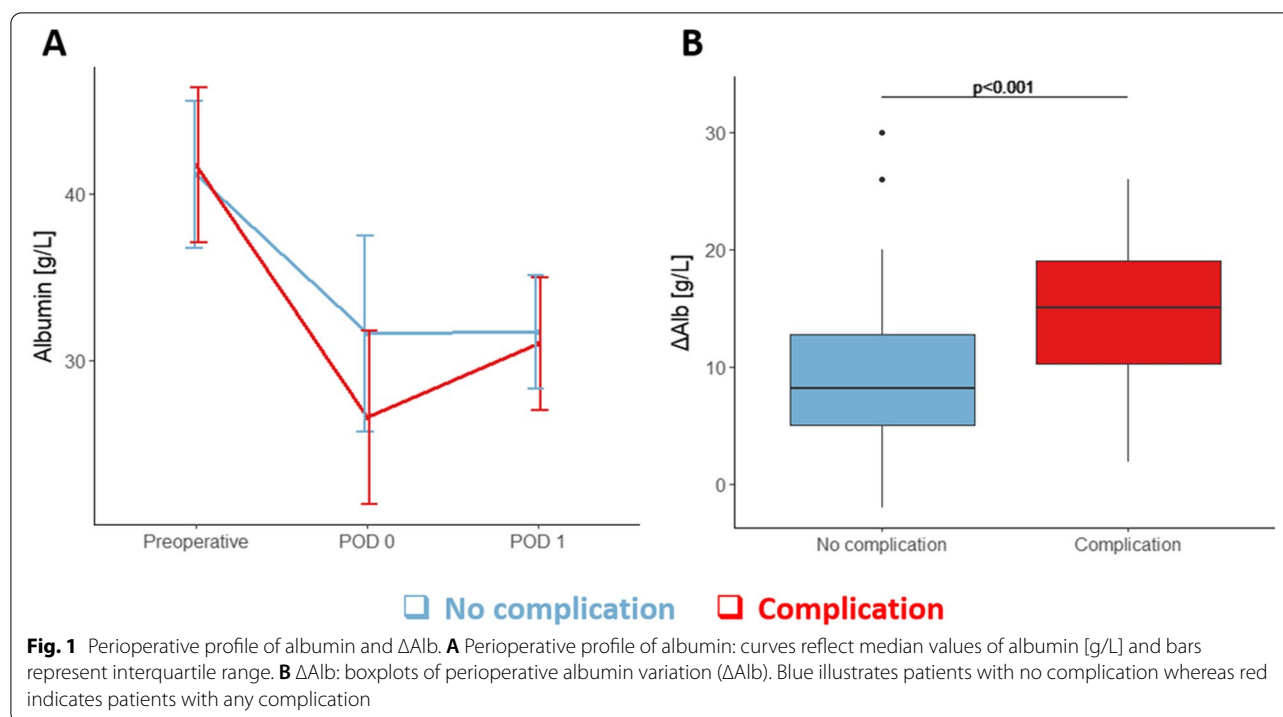 A
B
Albumin [g/L]
40
30
Preoperative
POD 0
POD 1
p<0.001
ΔAlb [g/L]
30
20
10
0
No complication
Complication
❑ No complication ❑ Complication
Fig. 1 Perioperative profile of albumin and ΔAlb. A Perioperative profile of albumin: curves reflect median values of albumin [g/L] and bars
represent interquartile range. B ΔAlb: boxplots of perioperative albumin variation (ΔAlb). Blue illustrates patients with no complication whereas red
indicates patients with any complication